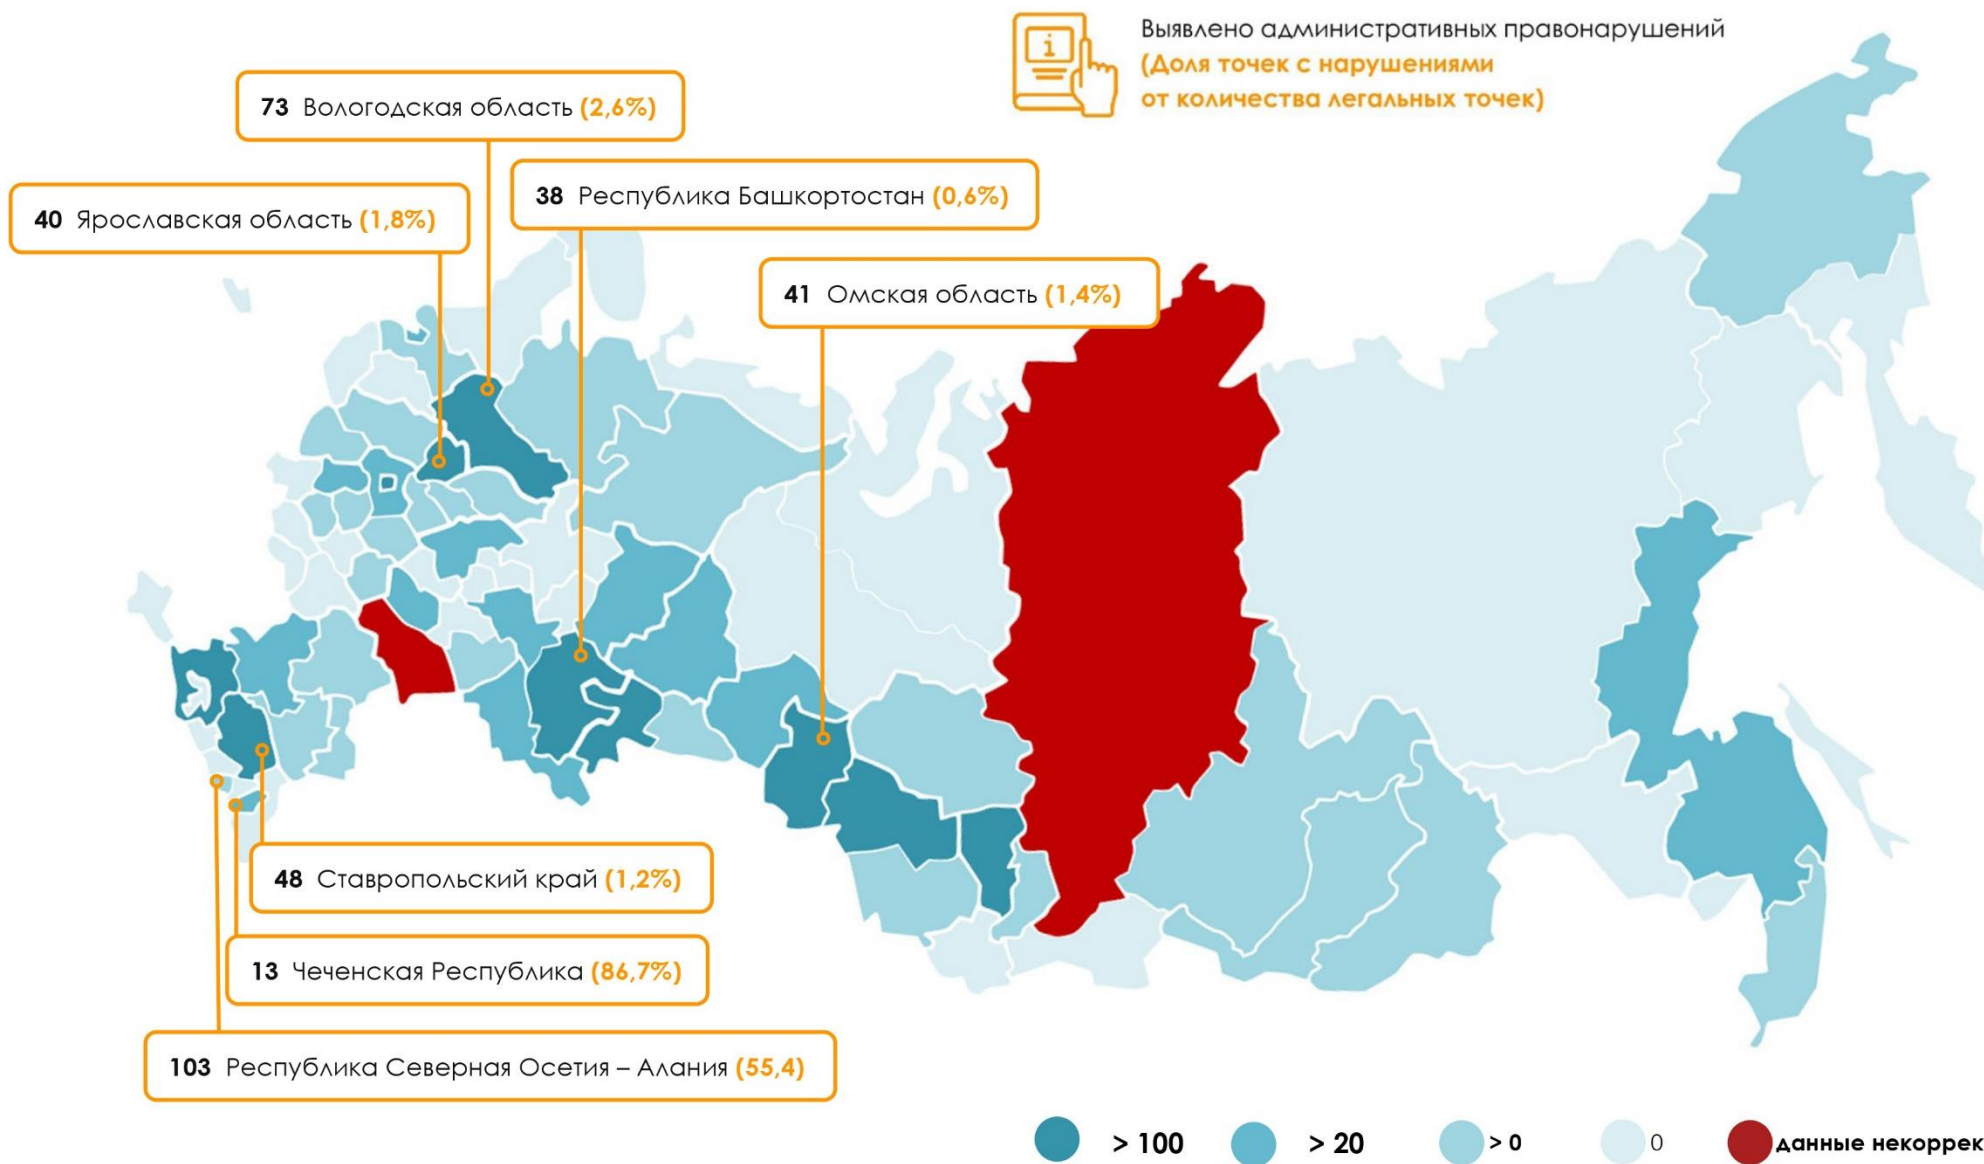 Выявлено административных правонарушений
(Доля точек с нарушениями
от количества легальных точек)
73 Вологодская область (2,6%)
38 Республика Башкортостан (0,6%)
40 Ярославская область (1,8%)
41 Омская область (1,4%)
48 Ставропольский край (1,2%)
13 Чеченская Республика (86,7%)
103 Республика Северная Осетия – Алания (55,4)
> 100 > 20 > 0 0 данные некоррек